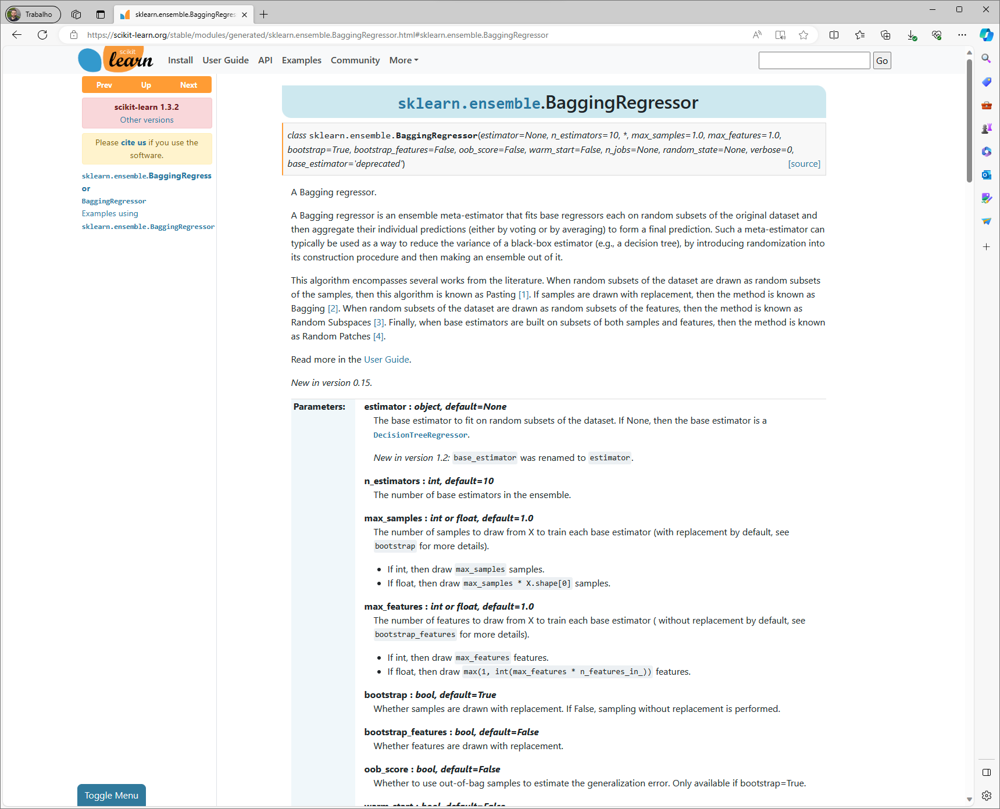 Trabalho
sklearn.ensemble.BaggingRegres
https://scikit-learn.org/stable/modules/generated/sklearn.ensemble.BaggingRegressor.html#sklearn.ensemble.BaggingRegressor
scikit
learn
Install User Guide API Examples Community More
Go
Prev Up Next
scikit-learn 1.3.2
Other versions
Please cite us if you use the
software.
sklearn.ensemble.BaggingRegress
or
BaggingRegressor
Examples using
sklearn.ensemble.BaggingRegressor
sklearn.ensemble.BaggingRegressor
class sklearn.ensemble.BaggingRegressor(estimator=None, n_estimators=10, *, max_samples=1.0, max_features=1.0,
bootstrap=True, bootstrap_features=False, oob_score=False, warm_start=False, n_jobs=None, random_state=None, verbose=0,
base_estimator='deprecated') [source]
A Bagging regressor.
A Bagging regressor is an ensemble meta-estimator that fits base regressors each on random subsets of the original dataset and
then aggregate their individual predictions (either by voting or by averaging) to form a final prediction. Such a meta-estimator can
typically be used as a way to reduce the variance of a black-box estimator (e.g., a decision tree), by introducing randomization into
its construction procedure and then making an ensemble out of it.
This algorithm encompasses several works from the literature. When random subsets of the dataset are drawn as random subsets
of the samples, then this algorithm is known as Pasting [1]. If samples are drawn with replacement, then the method is known as
Bagging [2]. When random subsets of the dataset are drawn as random subsets of the features, then the method is known as
Random Subspaces [3]. Finally, when base estimators are built on subsets of both samples and features, then the method is known
as Random Patches [4].
Read more in the User Guide.
New in version 0.15.
Parameters:
estimator : object, default=None
The base estimator to fit on random subsets of the dataset. If None, then the base estimator is a
DecisionTreeRegressor.
New in version 1.2: base_estimator was renamed to estimator.
n_estimators : int, default=10
The number of base estimators in the ensemble.
max_samples : int or float, default=1.0
The number of samples to draw from X to train each base estimator (with replacement by default, see
bootstrap for more details).
• If int, then draw max_samples samples.
• If float, then draw max_samples * X.shape[0] samples.
max_features : int or float, default=1.0
The number of features to draw from X to train each base estimator ( without replacement by default, see
bootstrap_features for more details).
• If int, then draw max_features features.
• If float, then draw max(1, int(max_features * n_features_in_)) features.
bootstrap : bool, default=True
Whether samples are drawn with replacement. If False, sampling without replacement is performed.
bootstrap_features : bool, default=False
Whether features are drawn with replacement.
oob_score : bool, default=False
Whether to use out-of-bag samples to estimate the generalization error. Only available if bootstrap=True.
warm_start : bool, default=False
Toggle Menu